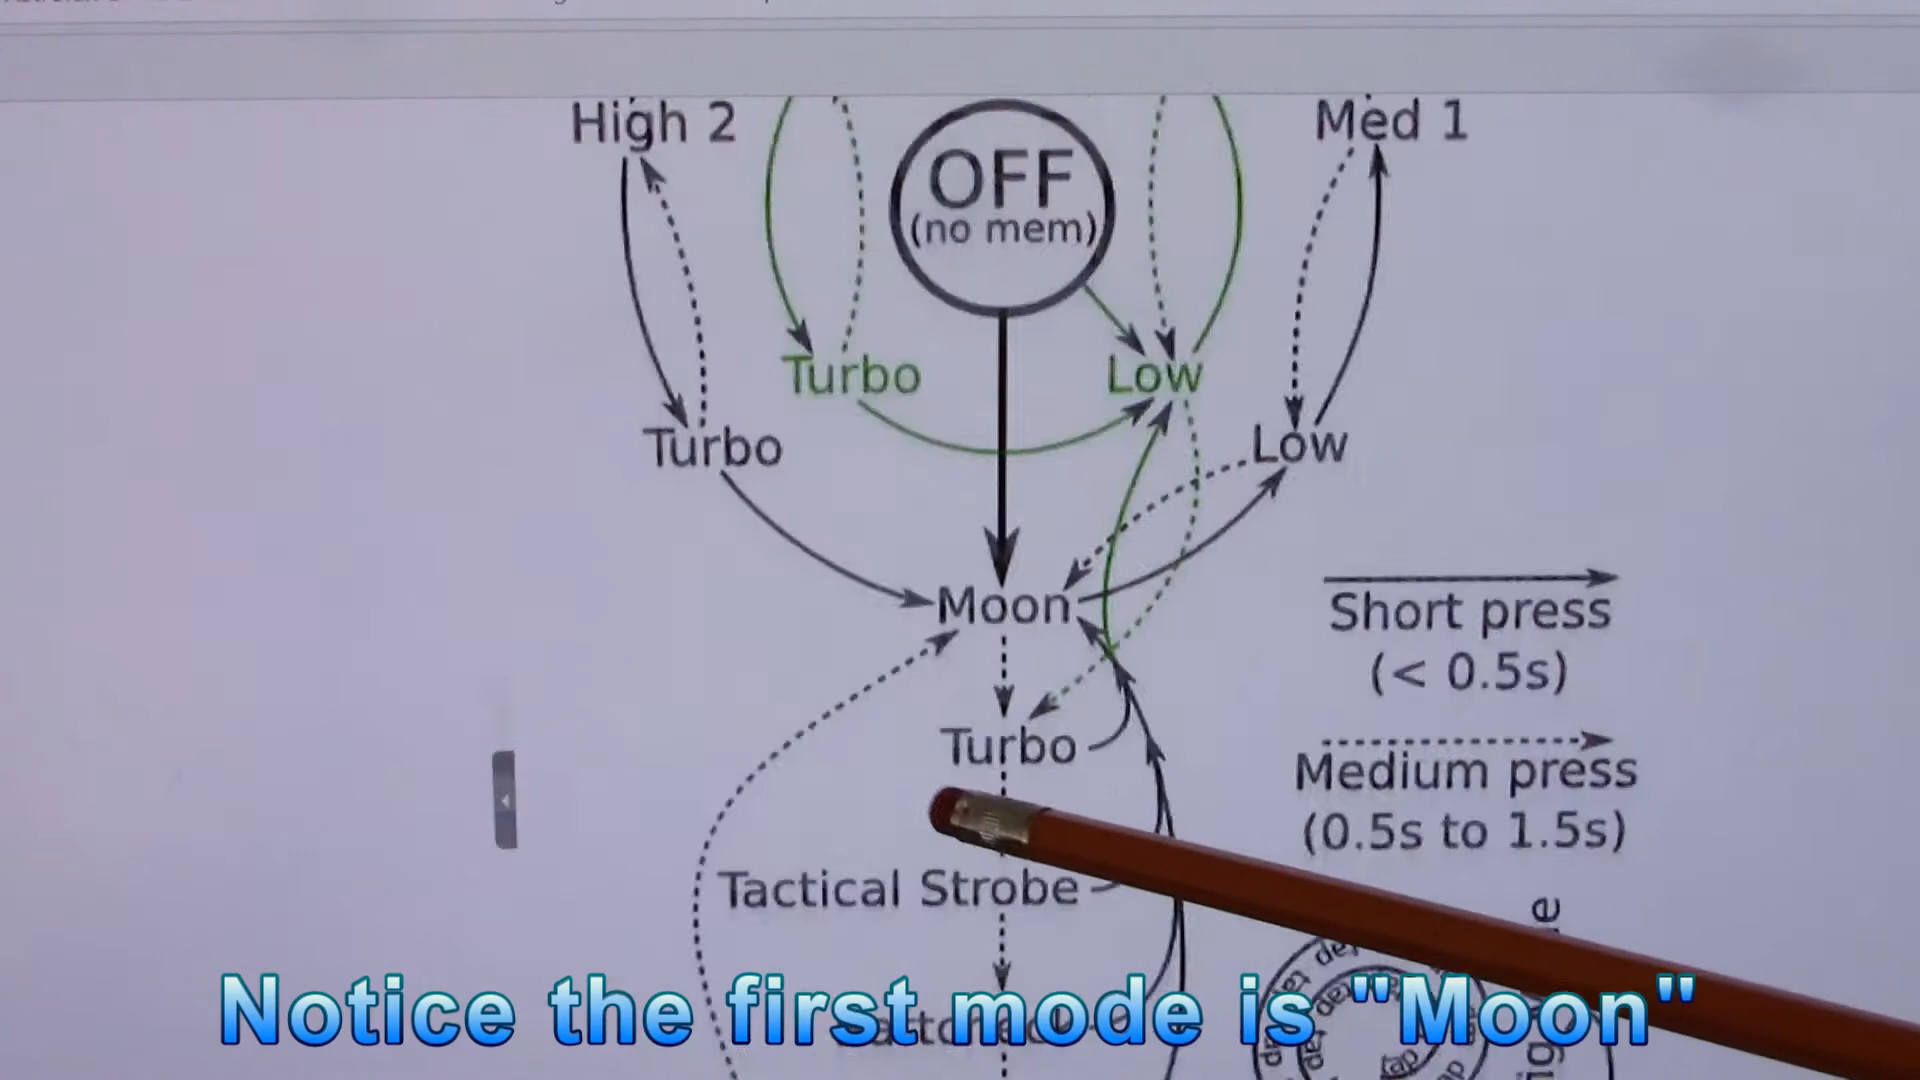 High 2
OFF
(no mem)
Med 1
Turbo
Low
Turbo
Low
Moon
Short press
(< 0.5s)
Turbo
Medium press
(0.5s to 1.5s)
Tactical Strobe
Notice the first mode is "Moon"